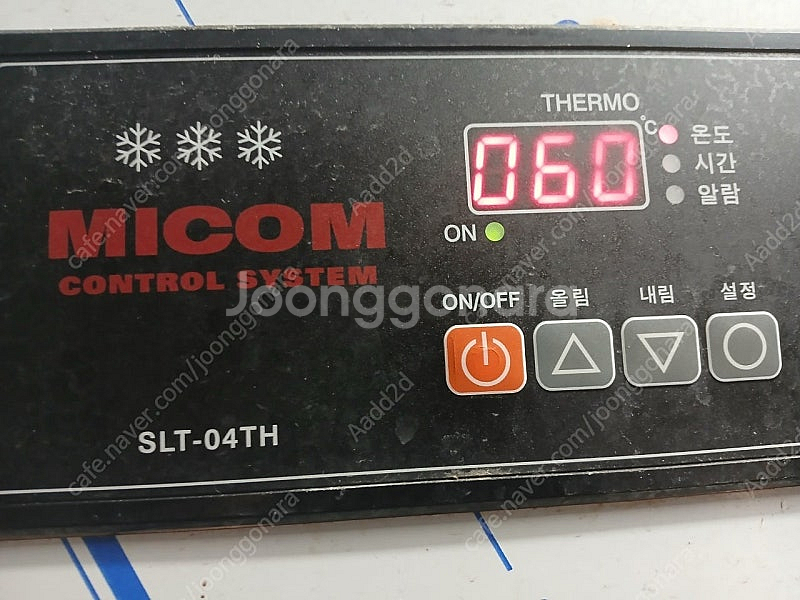 THERMO
060
°C
온도
시간
알람
ON
MICOM
CONTROL SYSTEM
ON/OFF 올림 내림 설정
SLT-04TH
Joonggonara
cafe.naver.com/joonggonara
Aadd2d